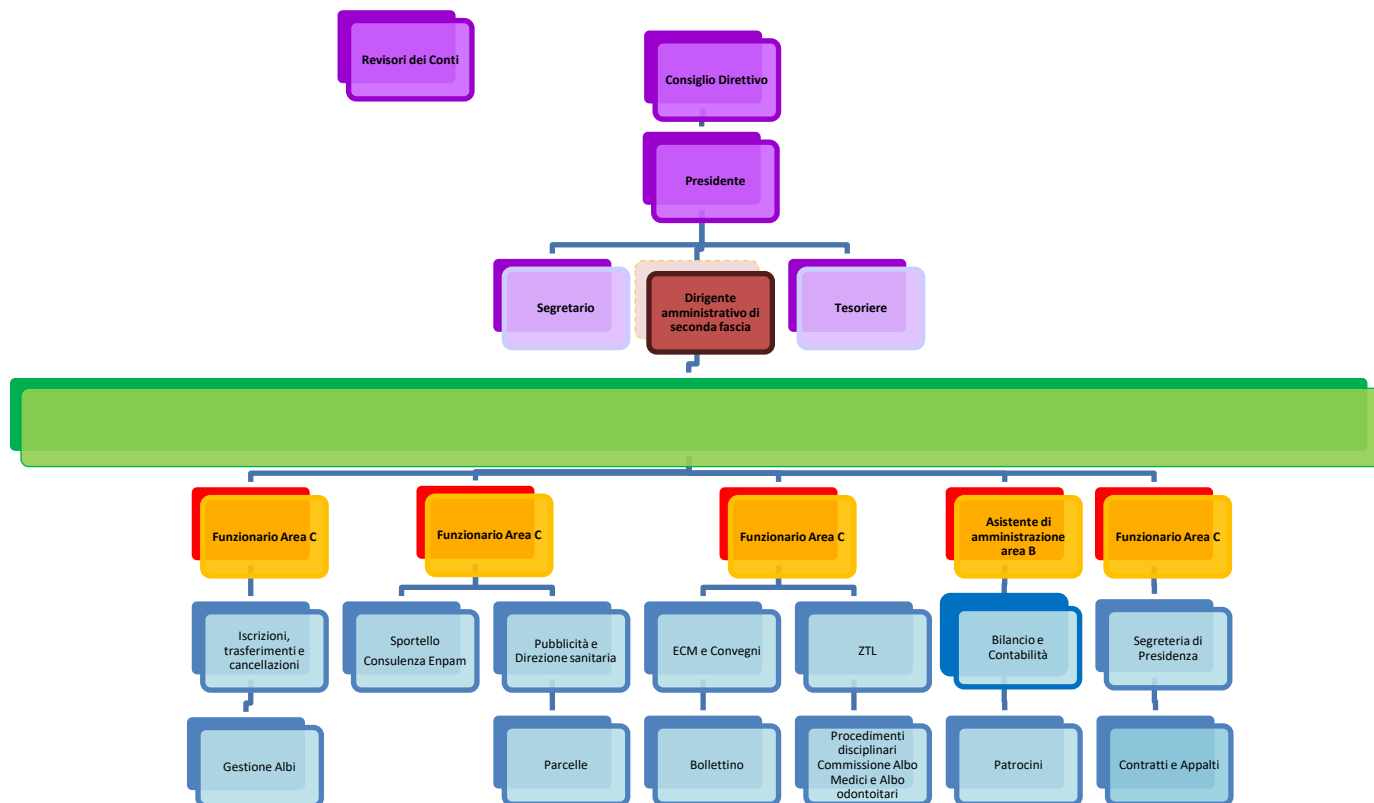 Revisori dei Conti
Consiglio Direttivo
Presidente
Segretario
Dirigente
amministrativo di
seconda fascia
Tesoriere
Funzionario Area C
Funzionario Area C
Funzionario Area C
Asistente di
amministrazione
area B
Funzionario Area C
Iscrizioni,
trasferimenti e
cancellazioni
Sportello
Consulenza Enpam
Pubblicità e
Direzione sanitaria
ECM e Convegni
ZTL
Bilancio e
Contabilità
Segreteria di
Presidenza
Gestione Albi
Parcelle
Bollettino
Procedimenti
disciplinari
Commissione Albo
Medici e Albo
odontoitari
Patrocini
Contratti e Appalti